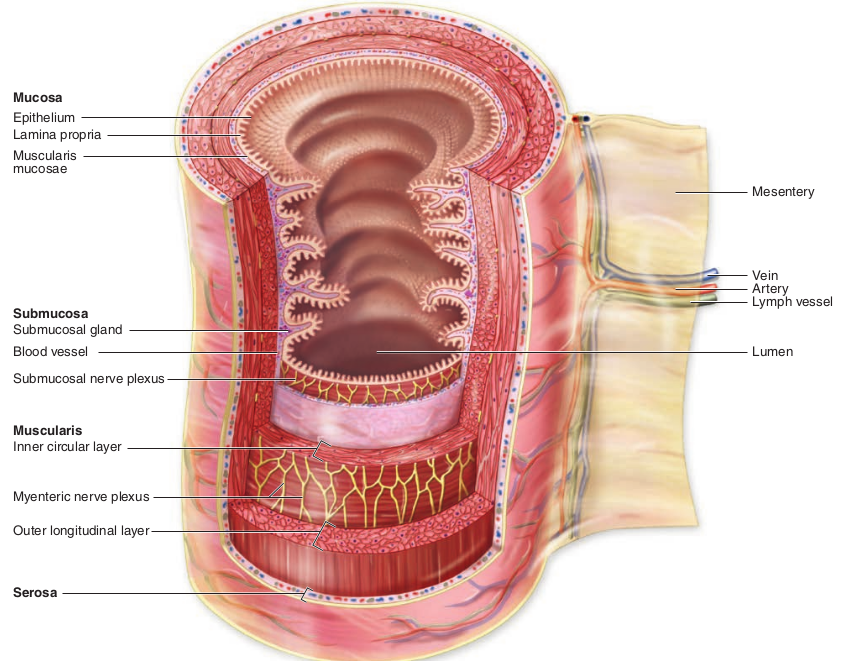 Mucosa
Epithelium
Lamina propria
Muscularis
mucosae
Submucosa
Submucosal gland
Blood vessel
Submucosal nerve plexus
Muscularis
Inner circular layer
Myenteric nerve plexus
Outer longitudinal layer
Serosa
Mesentery
Vein
Artery
Lymph vessel
Lumen